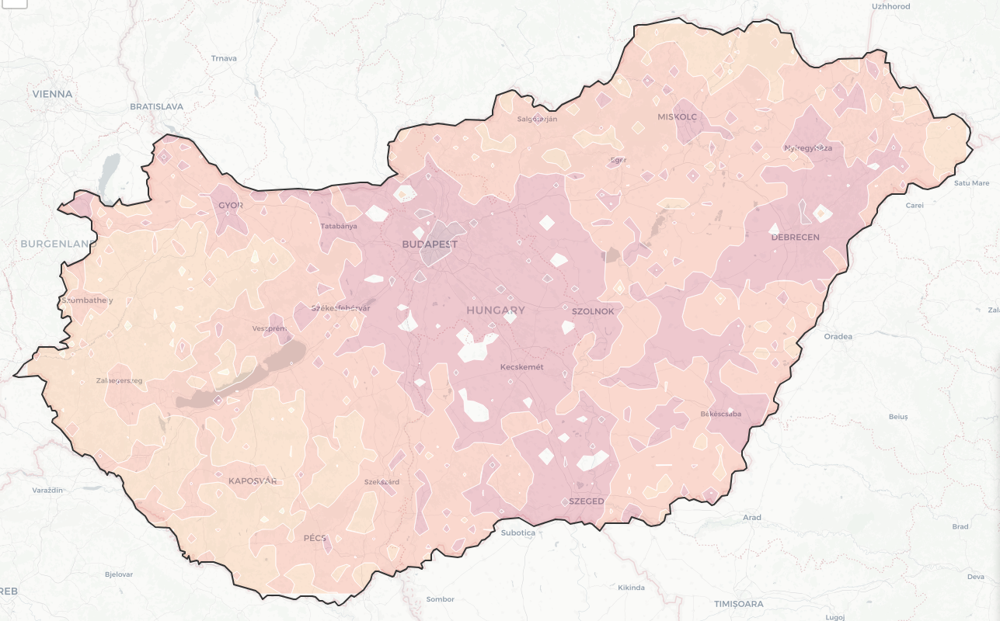 Uzhhorod
Trnava
VIENNA
BRATISLAVA
Salgótarján
MISKOLC
Nyíregyháza
Eger
Satu Mare
GYŐR
Carei
Tatabánya
DEBRECEN
BURGENLAND
BUDAPEST
Szombathely
Székesfehérvár
HUNGARY
SZOLNOK
Zala
Veszprém
Oradea
Kecskemét
Zalaegerszeg
Békéscsaba
Beiuș
KAPOSVÁR
Szekszárd
Varaždin
SZEGED
Arad
Brad
Subotica
PÉCS
Bjelovar
Deva
REB
Kikinda
Sombor
TIMIȘOARA
Lugoj